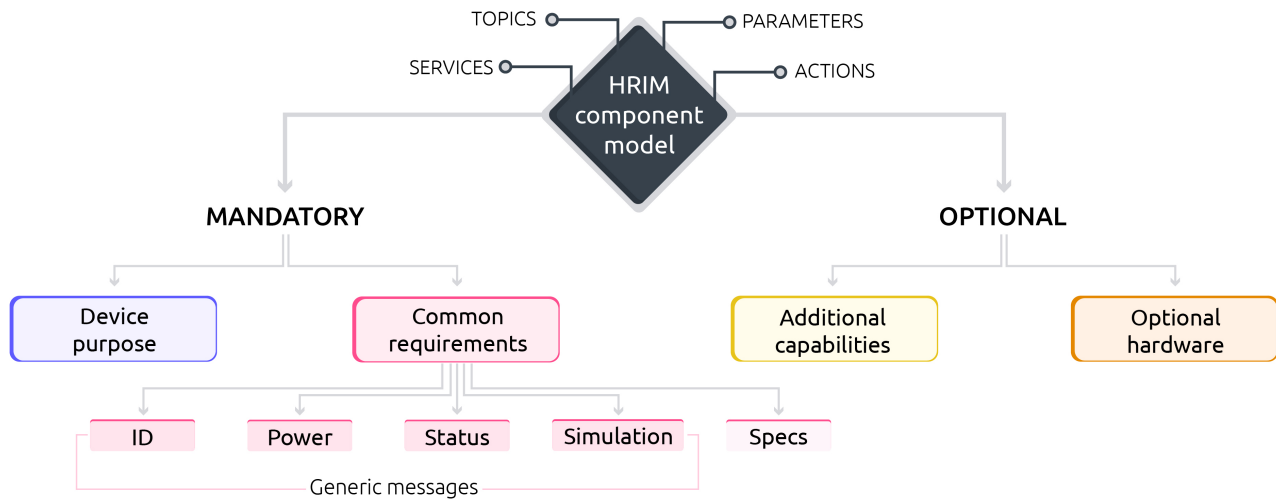 TOPICS
PARAMETERS
SERVICES
ACTIONS
HRIM
component
model
MANDATORY
OPTIONAL
Device
purpose
Common
requirements
Additional
capabilities
Optional
hardware
ID
Power
Status
Simulation
Specs
Generic messages